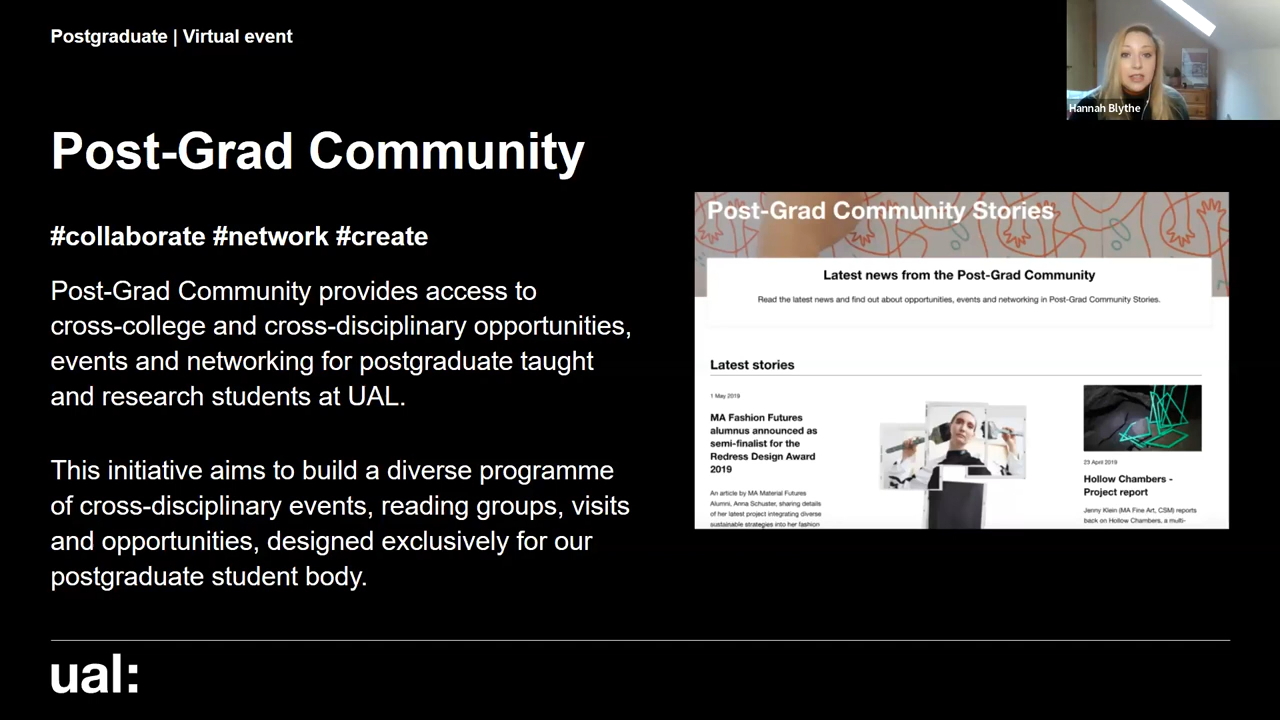 Postgraduate | Virtual event
Hannah Blythe
Post-Grad Community
#collaborate #network #create
Post-Grad Community provides access to
cross-college and cross-disciplinary opportunities,
events and networking for postgraduate taught
and research students at UAL.
This initiative aims to build a diverse programme
of cross-disciplinary events, reading groups, visits
and opportunities, designed exclusively for our
postgraduate student body.
Post-Grad Community Stories
Latest news from the Post-Grad Community
Read the latest news and find out about opportunities, events and networking in Post-Grad Community Stories.
Latest stories
1 May 2019
MA Fashion Futures
alumnus announced as
semi-finalist for the
Redress Design Award
2019
An article by MA Material Futures
Alumni, Anna Schuster, sharing details
of her latest project integrating diverse
sustainable strategies into her fashion
23 April 2019
Hollow Chambers -
Project report
Jenny Klein (MA Fine Art, CSM) reports
back on Hollow Chambers, a multi-
ual: